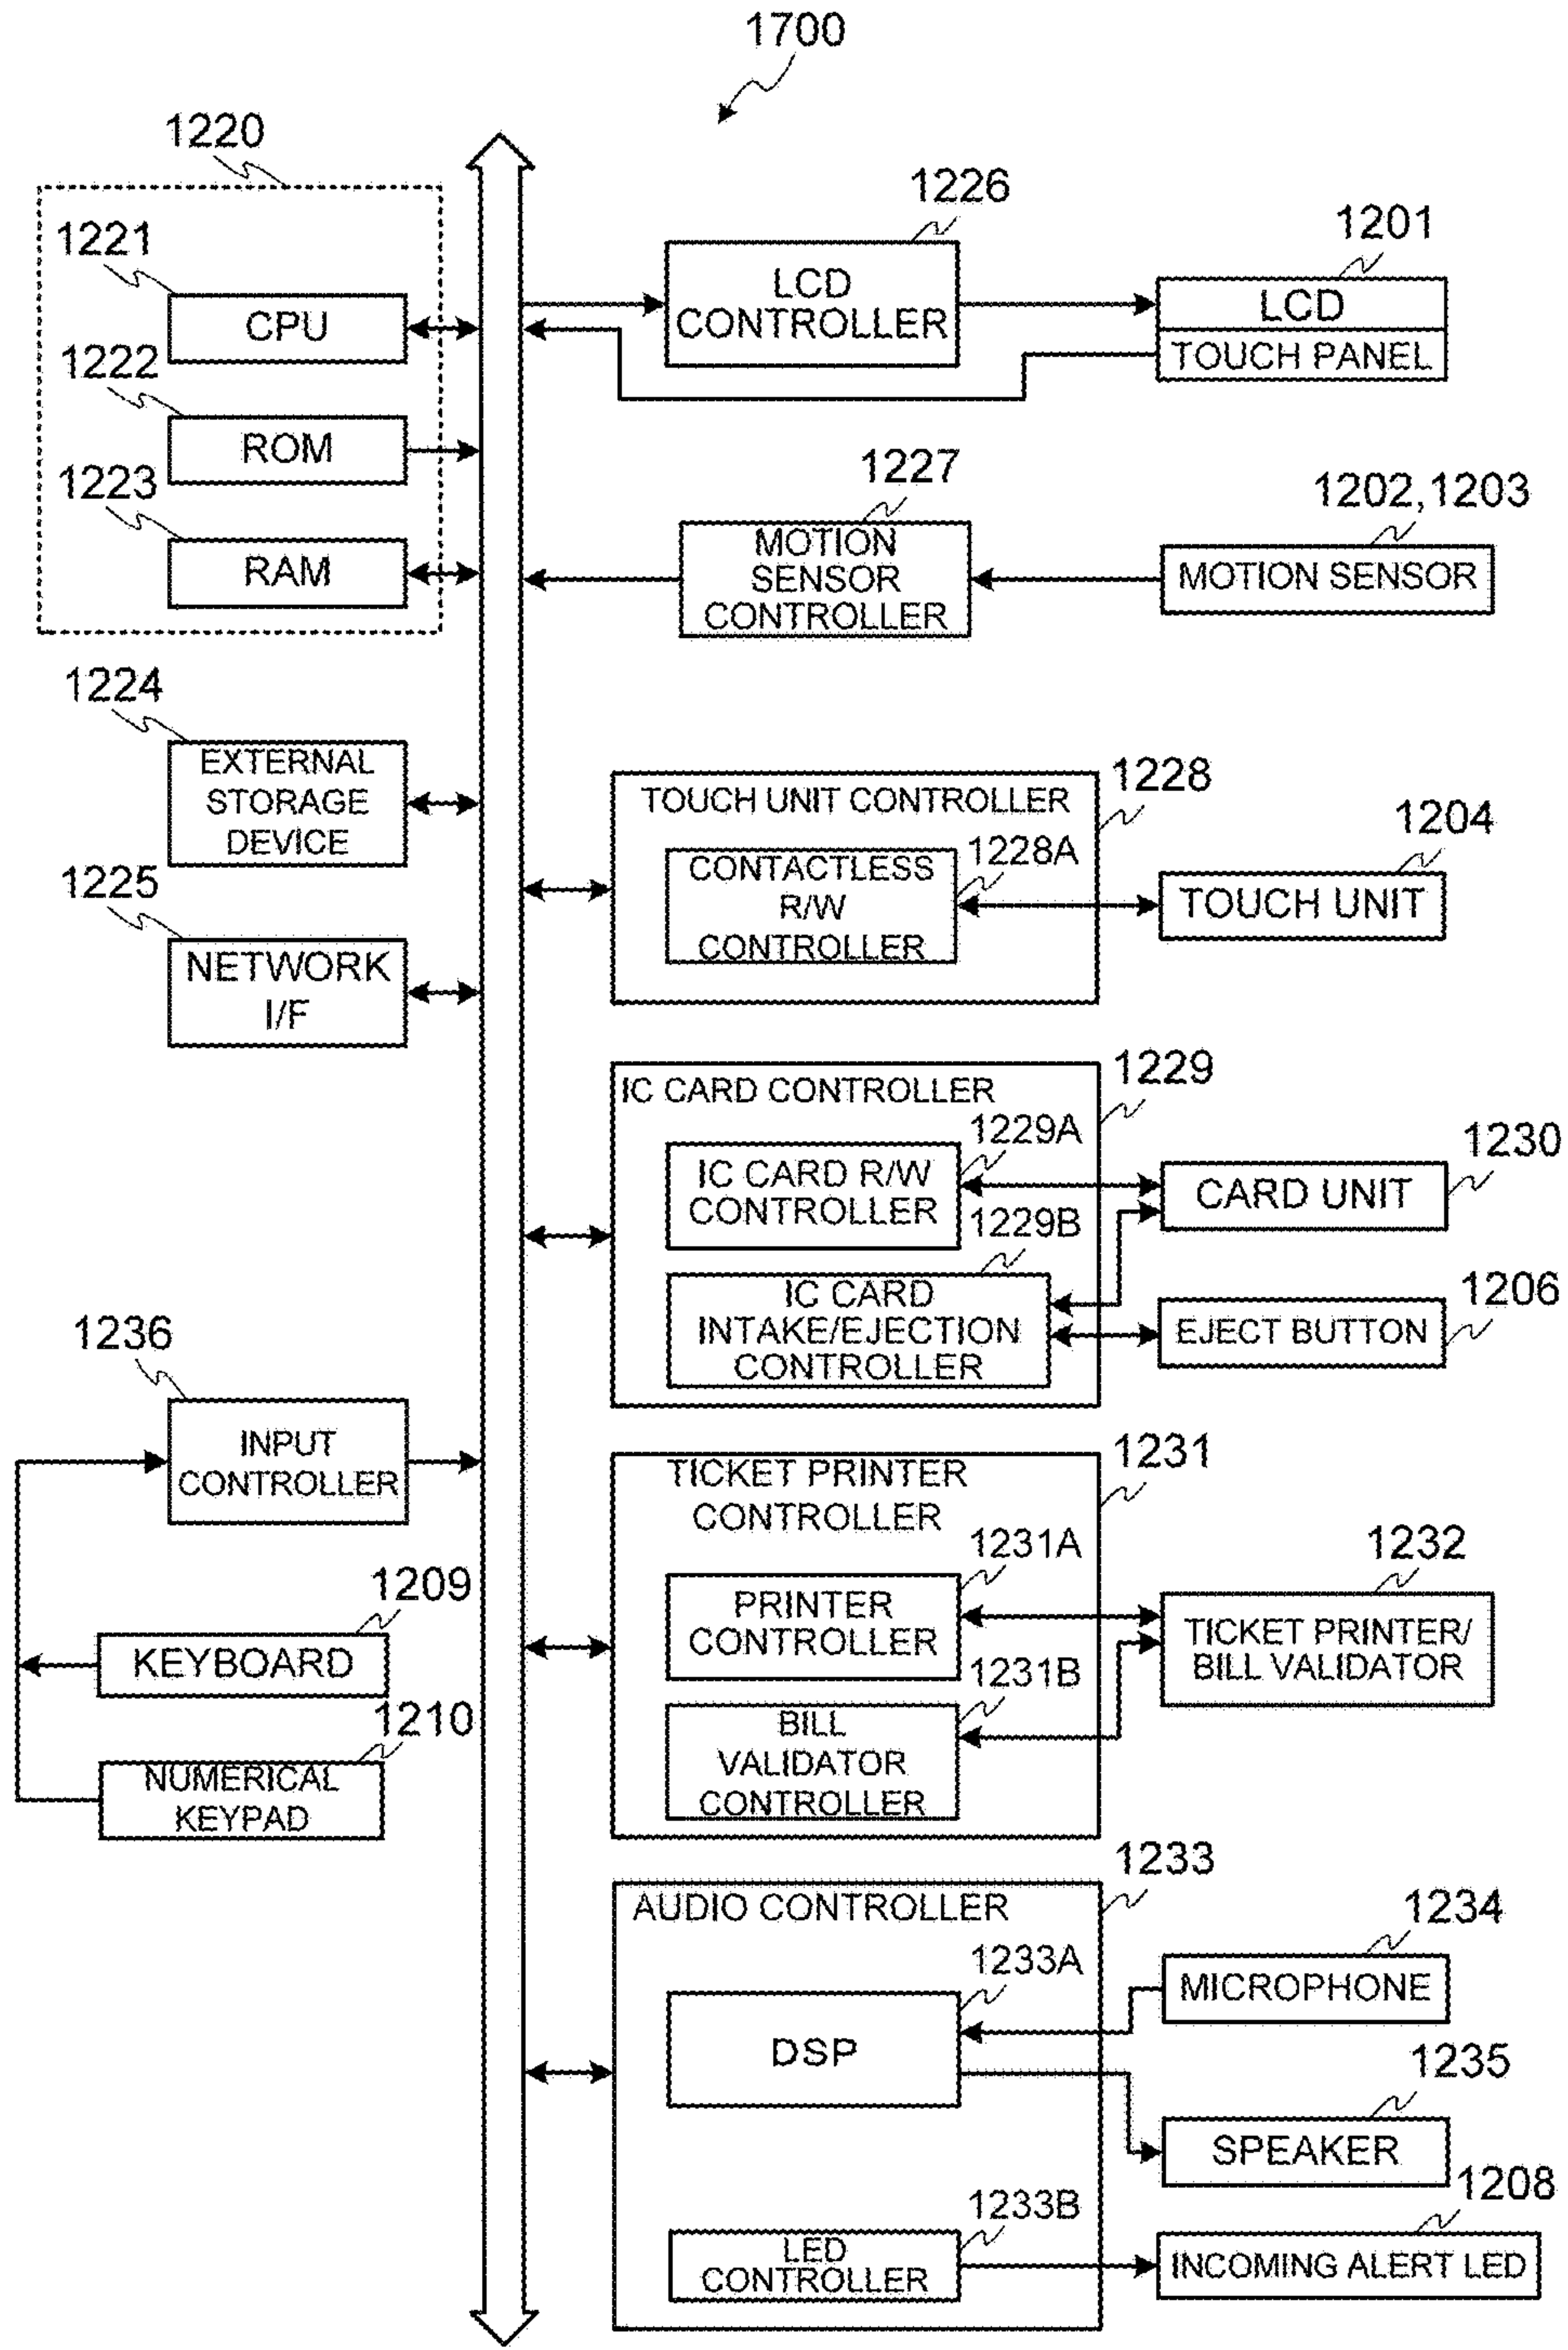 1700
1220
1221
CPU
1222
ROM
1223
RAM
1224
EXTERNAL
STORAGE
DEVICE
1225
NETWORK
I/F
1236
INPUT
CONTROLLER
1209
KEYBOARD
1210
NUMERICAL
KEYPAD
1226
LCD
CONTROLLER
1201
LCD
TOUCH PANEL
1227
MOTION
SENSOR
CONTROLLER
1202,1203
MOTION SENSOR
1228
TOUCH UNIT CONTROLLER
1228A
CONTACTLESS
R/W
CONTROLLER
1204
TOUCH UNIT
1229
IC CARD CONTROLLER
1229A
IC CARD R/W
CONTROLLER
1229B
IC CARD
INTAKE/EJECTION
CONTROLLER
1230
CARD UNIT
1206
EJECT BUTTON
1231
TICKET PRINTER
CONTROLLER
1231A
PRINTER
CONTROLLER
1231B
BILL
VALIDATOR
CONTROLLER
1232
TICKET PRINTER/
BILL VALIDATOR
1233
AUDIO CONTROLLER
1233A
DSP
1233B
LED
CONTROLLER
1234
MICROPHONE
1235
SPEAKER
1208
INCOMING ALERT LED